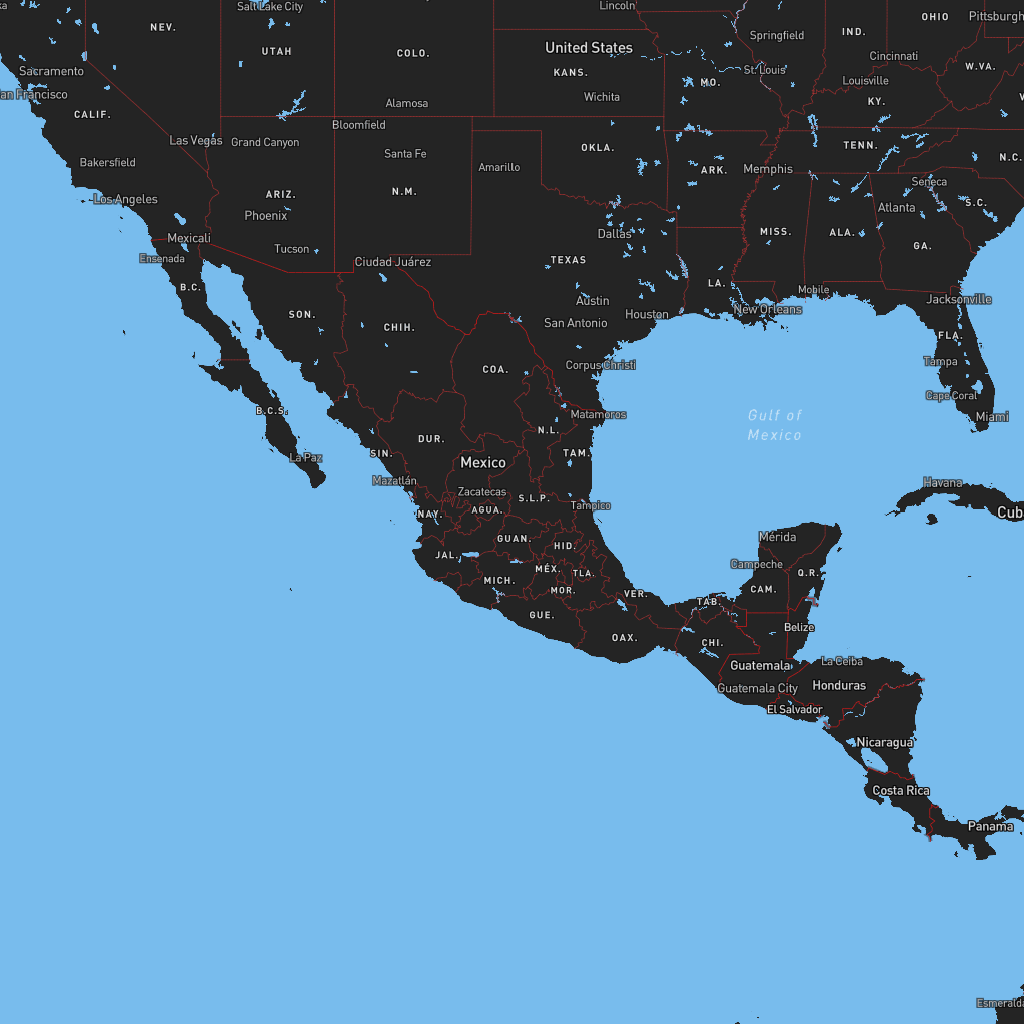 Salt Lake City
Lincoln
OHIO
Pittsburgh
NEV.
UTAH
COLO.
United States
Springfield
IND.
Cincinnati
W.VA.
Sacramento
KANS.
St. Louis
MO.
Louisville
an Francisco
CALIF.
Alamosa
Wichita
KY.
Bloomfield
Las Vegas
Grand Canyon
Santa Fe
OKLA.
TENN.
N.C.
Bakersfield
Amarillo
ARK.
Memphis
Seneca
Los Angeles
ARIZ.
N.M.
Phoenix
Atlanta
S.C.
Mexicali
Tucson
Dallas
MISS.
ALA.
GA.
Ensenada
Ciudad Juárez
TEXAS
B.C.
LA.
Mobile
Austin
Jacksonville
SON.
CHIH.
San Antonio
Houston
New Orleans
FLA.
COA.
Corpus Christi
Tampa
B.C.S.
Matamoros
Gulf of
Mexico
Cape Coral
Miami
DUR.
N.L.
La Paz
SIN.
Mexico
TAM.
Mazatlán
Zacatecas
S.L.P.
Havana
NAY.
AGUA.
Tampico
Cuba
GUAN.
HID.
Mérida
JAL.
MICH.
MÉX.
TLA.
Campeche
Q.R.
MOR.
VER.
CAM.
GUE.
TAB.
OAX.
CHI.
Belize
Guatemala
La Ceiba
Guatemala City
Honduras
El Salvador
Nicaragua
Costa Rica
Panama
Esmeralda